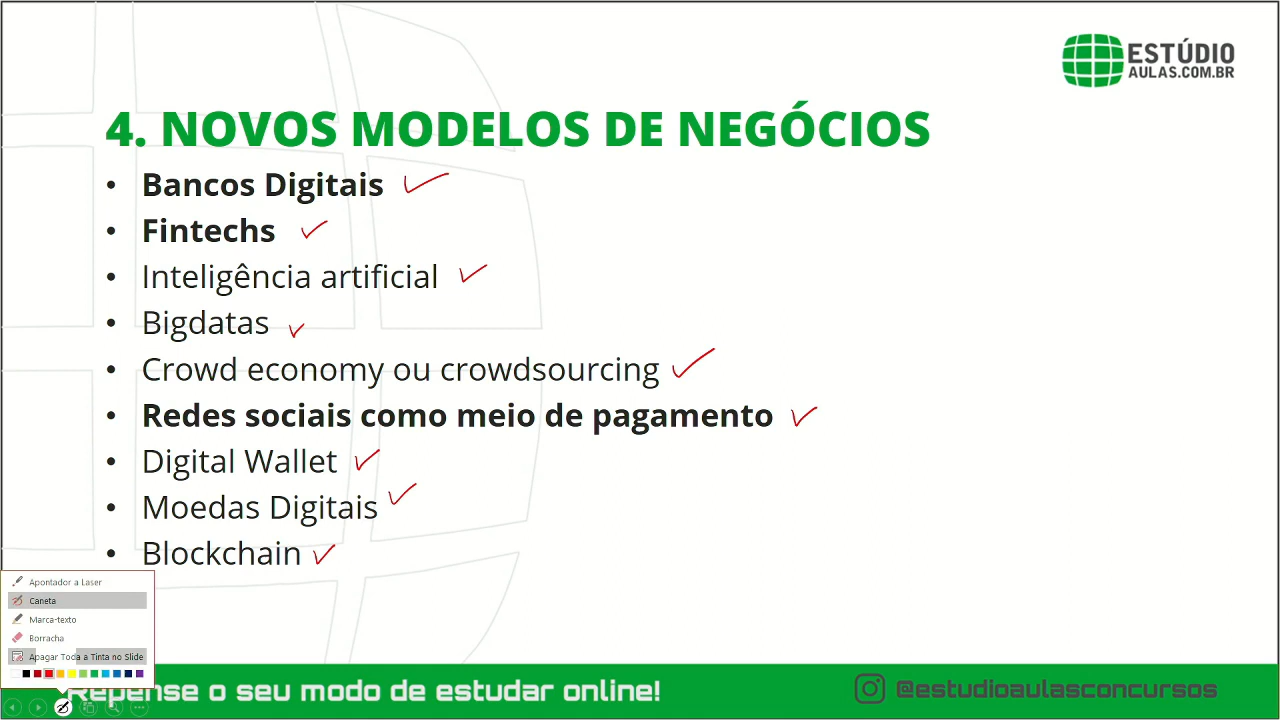 ESTÚDIO
AULAS.COM.BR
4. NOVOS MODELOS DE NEGÓCIOS
• Bancos Digitais
• Fintechs
• Inteligência artificial
• Bigdatas
• Crowd economy ou crowdsourcing
• Redes sociais como meio de pagamento
• Digital Wallet
• Moedas Digitais
• Blockchain
Apontador a Laser
Caneta
Marca-texto
Borracha
Apagar Toda a Tinta no Slide
Repense o seu modo de estudar online!
@estudioaulasconcursos